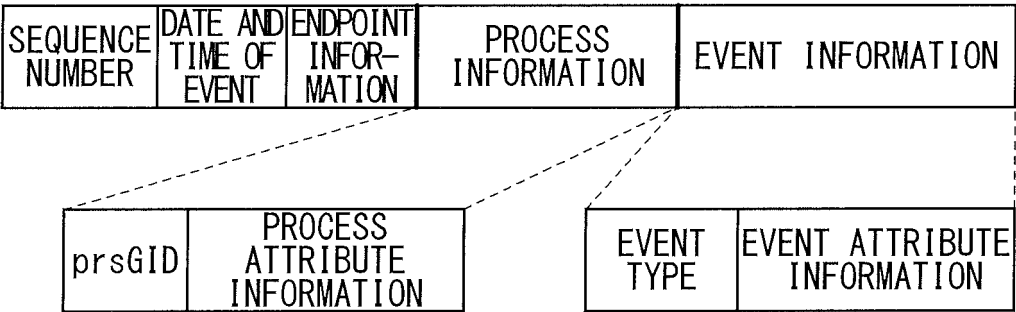 SEQUENCE
NUMBER
DATE AND
TIME OF
EVENT
ENDPOINT
INFOR-
MATION
PROCESS
INFORMATION
EVENT INFORMATION
prsGID
PROCESS
ATTRIBUTE
INFORMATION
EVENT
TYPE
EVENT ATTRIBUTE
INFORMATION